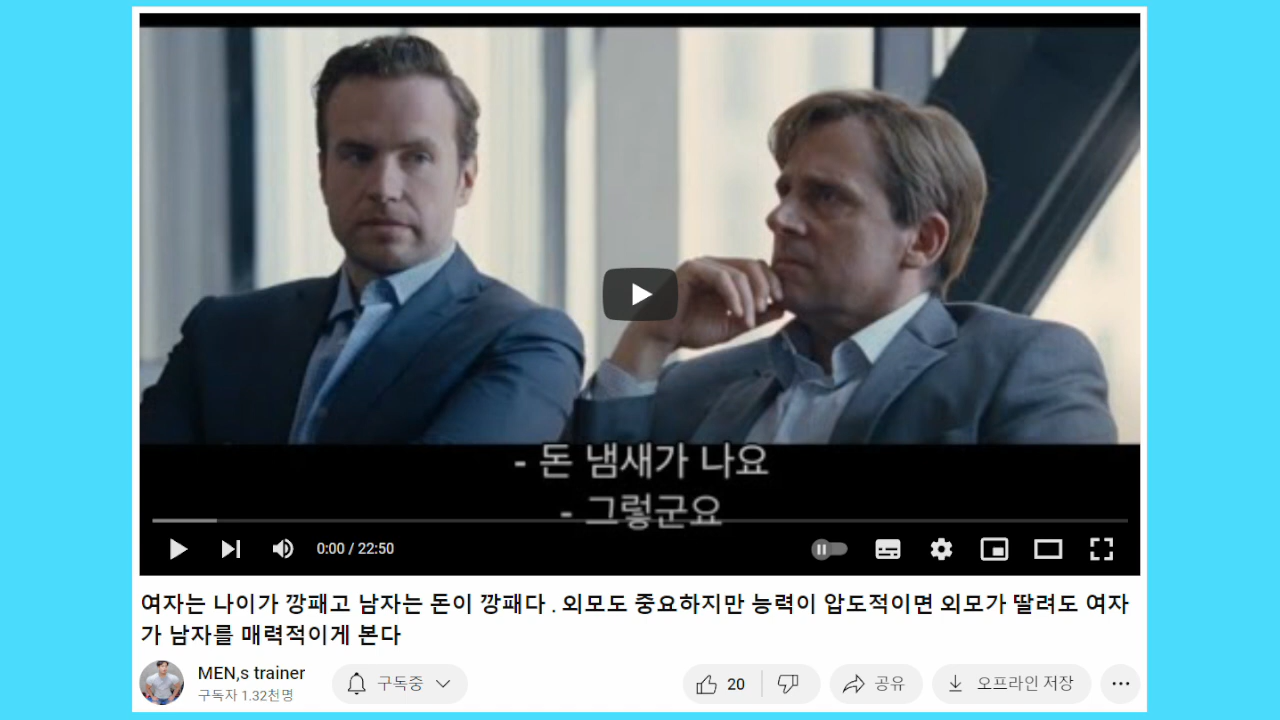 - 돈 냄새가 나요
- 그렇군요
0:00 / 22:50
여자는 나이가 깡패고 남자는 돈이 깡패다 . 외모도 중요하지만 능력이 압도적이면 외모가 딸려도 여자
가 남자를 매력적이게 본다
MEN,s trainer
구독자 1.32천명
구독중
20
공유
오프라인 저장